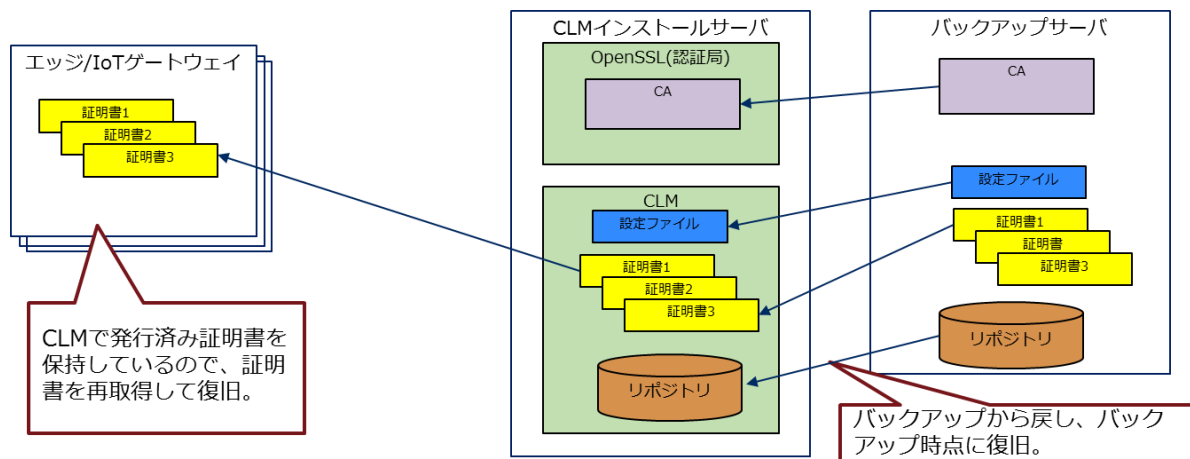 エッジ/IoTゲートウェイ
証明書1
証明書2
証明書3
CLMで発行済み証明書を
保持しているので、証明
書を再取得して復旧。
CLMインストールサーバ
OpenSSL(認証局)
CA
CLM
設定ファイル
証明書1
証明書2
証明書3
リポジトリ
バックアップサーバ
CA
設定ファイル
証明書1
証明書
証明書3
リポジトリ
バックアップから戻し、バック
アップ時点に復旧。